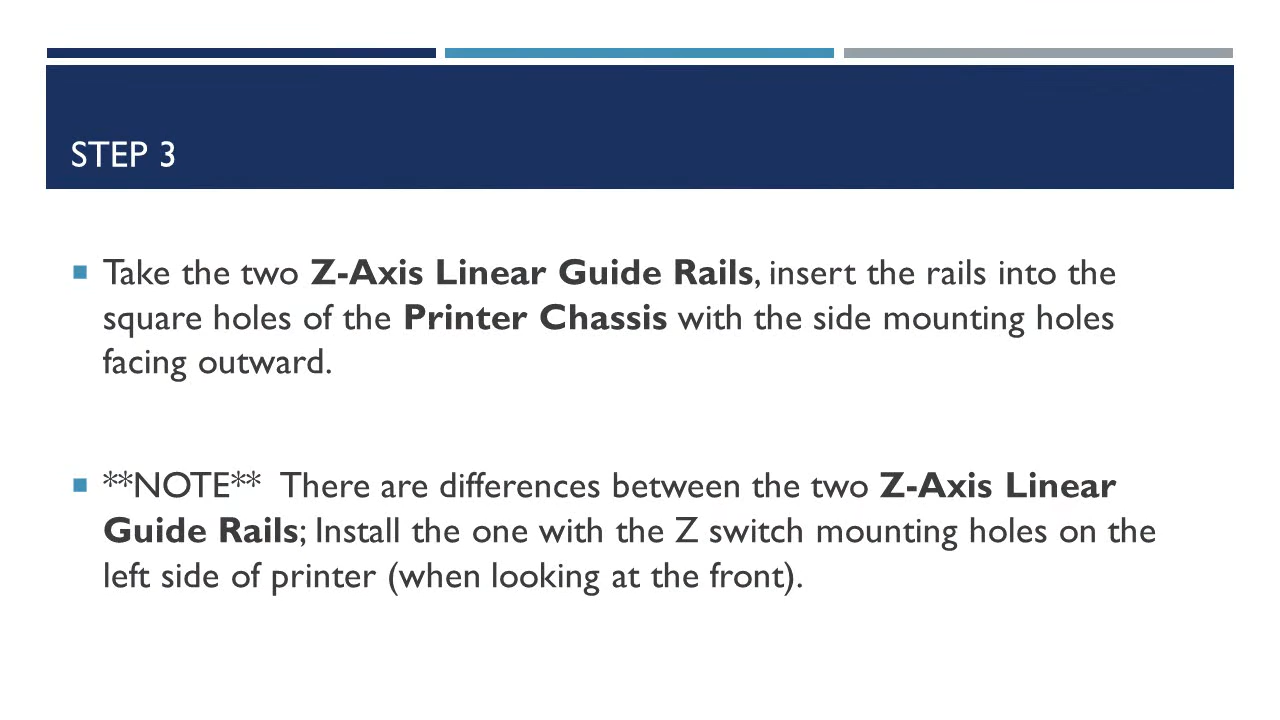 STEP 3
Take the two Z-Axis Linear Guide Rails, insert the rails into the
square holes of the Printer Chassis with the side mounting holes
facing outward.
**NOTE**  There are differences between the two Z-Axis Linear
Guide Rails; Install the one with the Z switch mounting holes on the
left side of printer (when looking at the front).